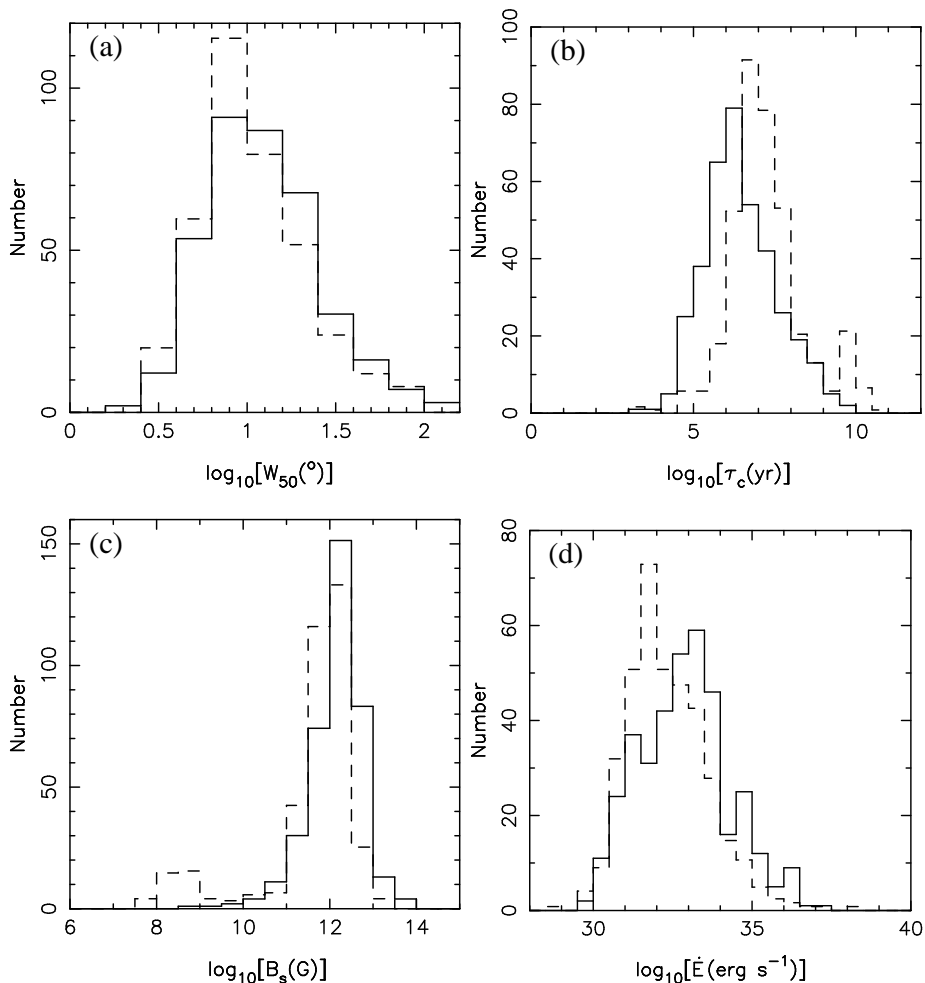 (a)
Number
0 50 100
0 0.5 1 1.5 2
log₁₀[W₅₀(°)]
(b)
Number
0 20 40 60 80 100
0 5 10
log₁₀[τ_c(yr)]
(c)
Number
0 50 100 150
6 8 10 12 14
log₁₀[B_s(G)]
(d)
Number
0 20 40 60 80
30 35 40
log₁₀[Ė(erg s⁻¹)]